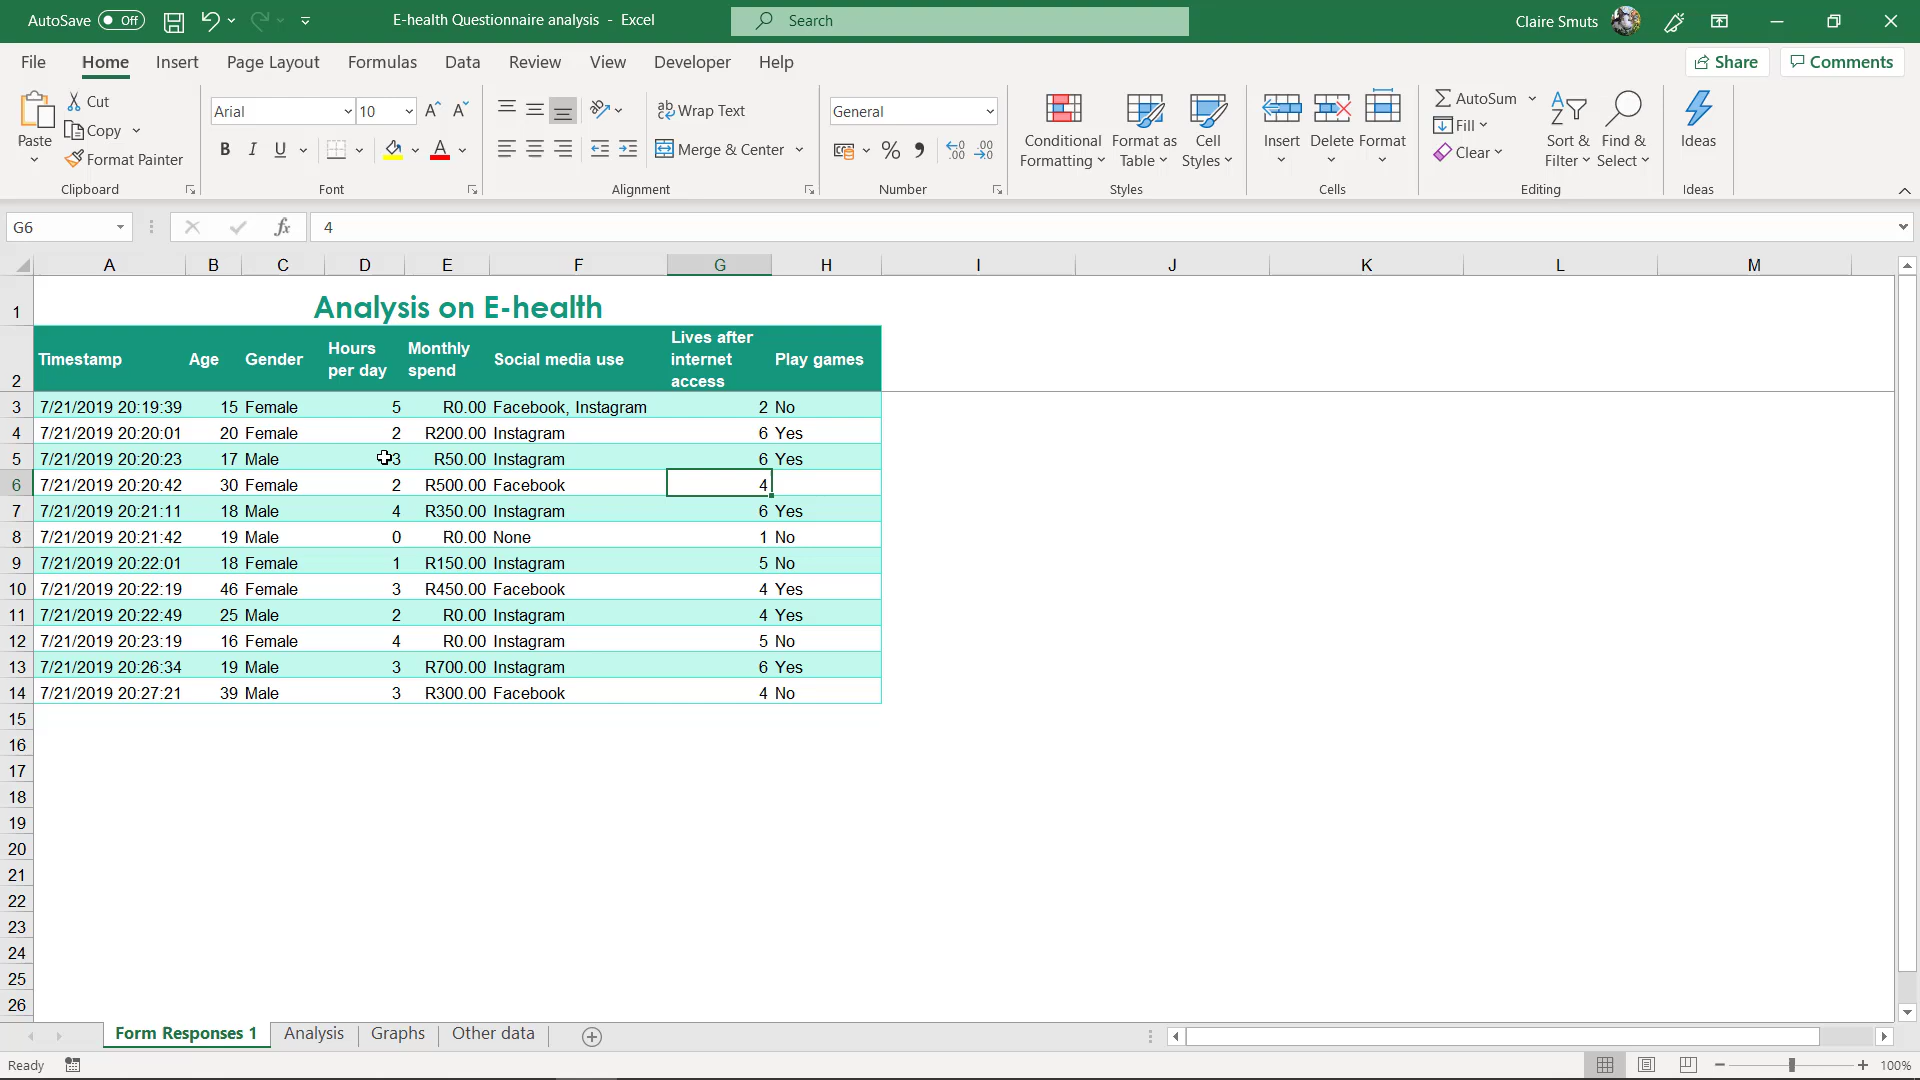 AutoSave Off E-health Questionnaire analysis - Excel Search Claire Smuts
File Home Insert Page Layout Formulas Data Review View Developer Help Share Comments
Paste Cut Copy Format Painter Clipboard
Arial 10 B I U A Font
ab Wrap Text Merge & Center Alignment
General % Number
Conditional Formatting Format as Table Cell Styles Styles
Insert Delete Format Cells
AutoSum Fill Clear Sort & Filter Find & Select Editing
Ideas Ideas
G6 fx 4
A B C D E F G H I J K L M
1 Analysis on E-health
2 Timestamp Age Gender Hours per day Monthly spend Social media use Lives after internet access Play games
3 7/21/2019 20:19:39 15 Female 5 R0.00 Facebook, Instagram 2 No
4 7/21/2019 20:20:01 20 Female 2 R200.00 Instagram 6 Yes
5 7/21/2019 20:20:23 17 Male 3 R50.00 Instagram 6 Yes
6 7/21/2019 20:20:42 30 Female 2 R500.00 Facebook 4
7 7/21/2019 20:21:11 18 Male 4 R350.00 Instagram 6 Yes
8 7/21/2019 20:21:42 19 Male 0 R0.00 None 1 No
9 7/21/2019 20:22:01 18 Female 1 R150.00 Instagram 5 No
10 7/21/2019 20:22:19 46 Female 3 R450.00 Facebook 4 Yes
11 7/21/2019 20:22:49 25 Male 2 R0.00 Instagram 4 Yes
12 7/21/2019 20:23:19 16 Female 4 R0.00 Instagram 5 No
13 7/21/2019 20:26:34 19 Male 3 R700.00 Instagram 6 Yes
14 7/21/2019 20:27:21 39 Male 3 R300.00 Facebook 4 No
15
16
17
18
19
20
21
22
23
24
25
26
Form Responses 1 Analysis Graphs Other data
Ready 100%